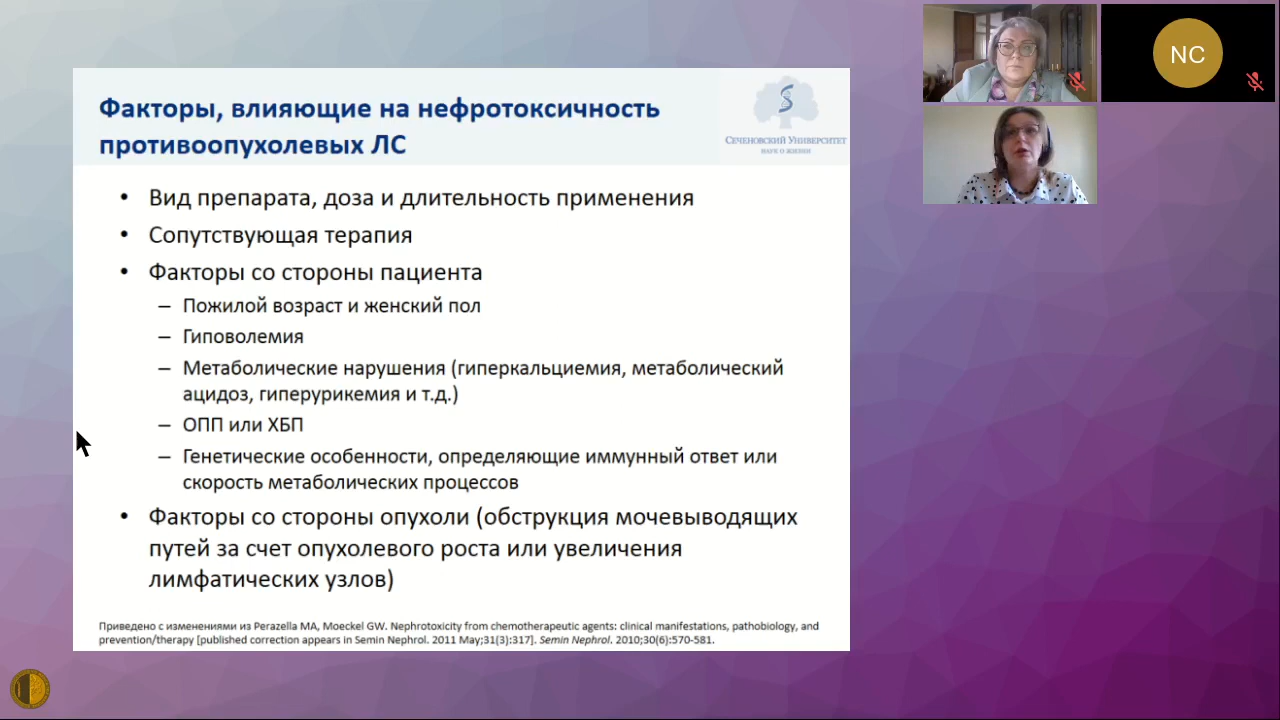 Факторы, влияющие на нефротоксичность
противоопухолевых ЛС
СЕЧЕНОВСКИЙ УНИВЕРСИТЕТ
НАУК О ЖИЗНИ
• Вид препарата, доза и длительность применения
• Сопутствующая терапия
• Факторы со стороны пациента
– Пожилой возраст и женский пол
– Гиповолемия
– Метаболические нарушения (гиперкальциемия, метаболический
ацидоз, гиперурикемия и т.д.)
– ОПП или ХБП
– Генетические особенности, определяющие иммунный ответ или
скорость метаболических процессов
• Факторы со стороны опухоли (обструкция мочевыводящих
путей за счет опухолевого роста или увеличения
лимфатических узлов)
Приведено с изменениями из Perazella MA, Moeckel GW. Nephrotoxicity from chemotherapeutic agents: clinical manifestations, pathobiology, and
prevention/therapy [published correction appears in Semin Nephrol. 2011 May;31(3):317]. Semin Nephrol. 2010;30(6):570-581.
NC